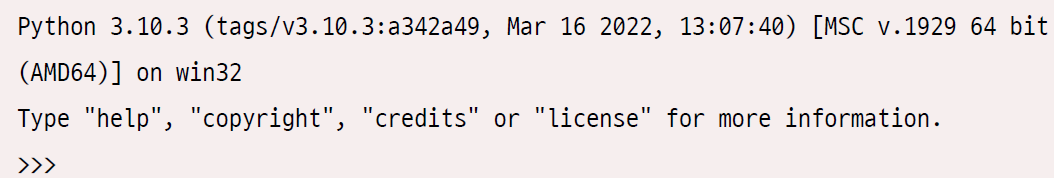 Python 3.10.3 (tags/v3.10.3:a342a49, Mar 16 2022, 13:07:40) [MSC v.1929 64 bit
(AMD64)] on win32
Type "help", "copyright", "credits" or "license" for more information.
>>>